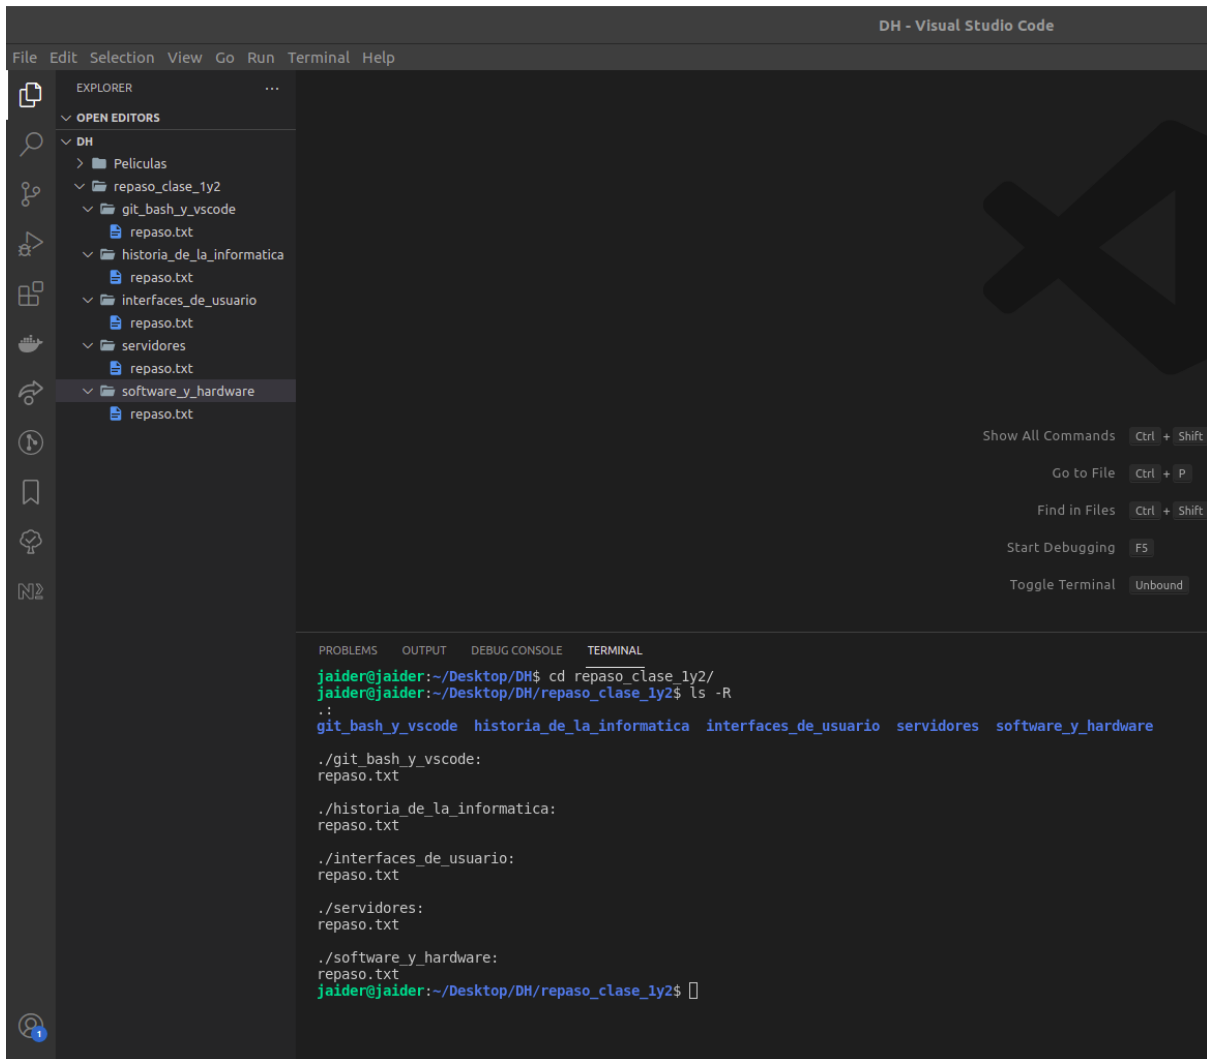 DH - Visual Studio Code
File Edit Selection View Go Run Terminal Help
EXPLORER ...
OPEN EDITORS
DH
Peliculas
repaso_clase_1y2
git_bash_y_vscode
repaso.txt
historia_de_la_informatica
repaso.txt
interfaces_de_usuario
repaso.txt
servidores
repaso.txt
software_y_hardware
repaso.txt
Show All Commands Ctrl + Shift
Go to File Ctrl + P
Find in Files Ctrl + Shift
Start Debugging F5
Toggle Terminal Unbound
PROBLEMS OUTPUT DEBUG CONSOLE TERMINAL
jaider@jaider:~/Desktop/DH$ cd repaso_clase_1y2/
jaider@jaider:~/Desktop/DH/repaso_clase_1y2$ ls -R
.:
git_bash_y_vscode historia_de_la_informatica interfaces_de_usuario servidores software_y_hardware
./git_bash_y_vscode:
repaso.txt
./historia_de_la_informatica:
repaso.txt
./interfaces_de_usuario:
repaso.txt
./servidores:
repaso.txt
./software_y_hardware:
repaso.txt
jaider@jaider:~/Desktop/DH/repaso_clase_1y2$
1